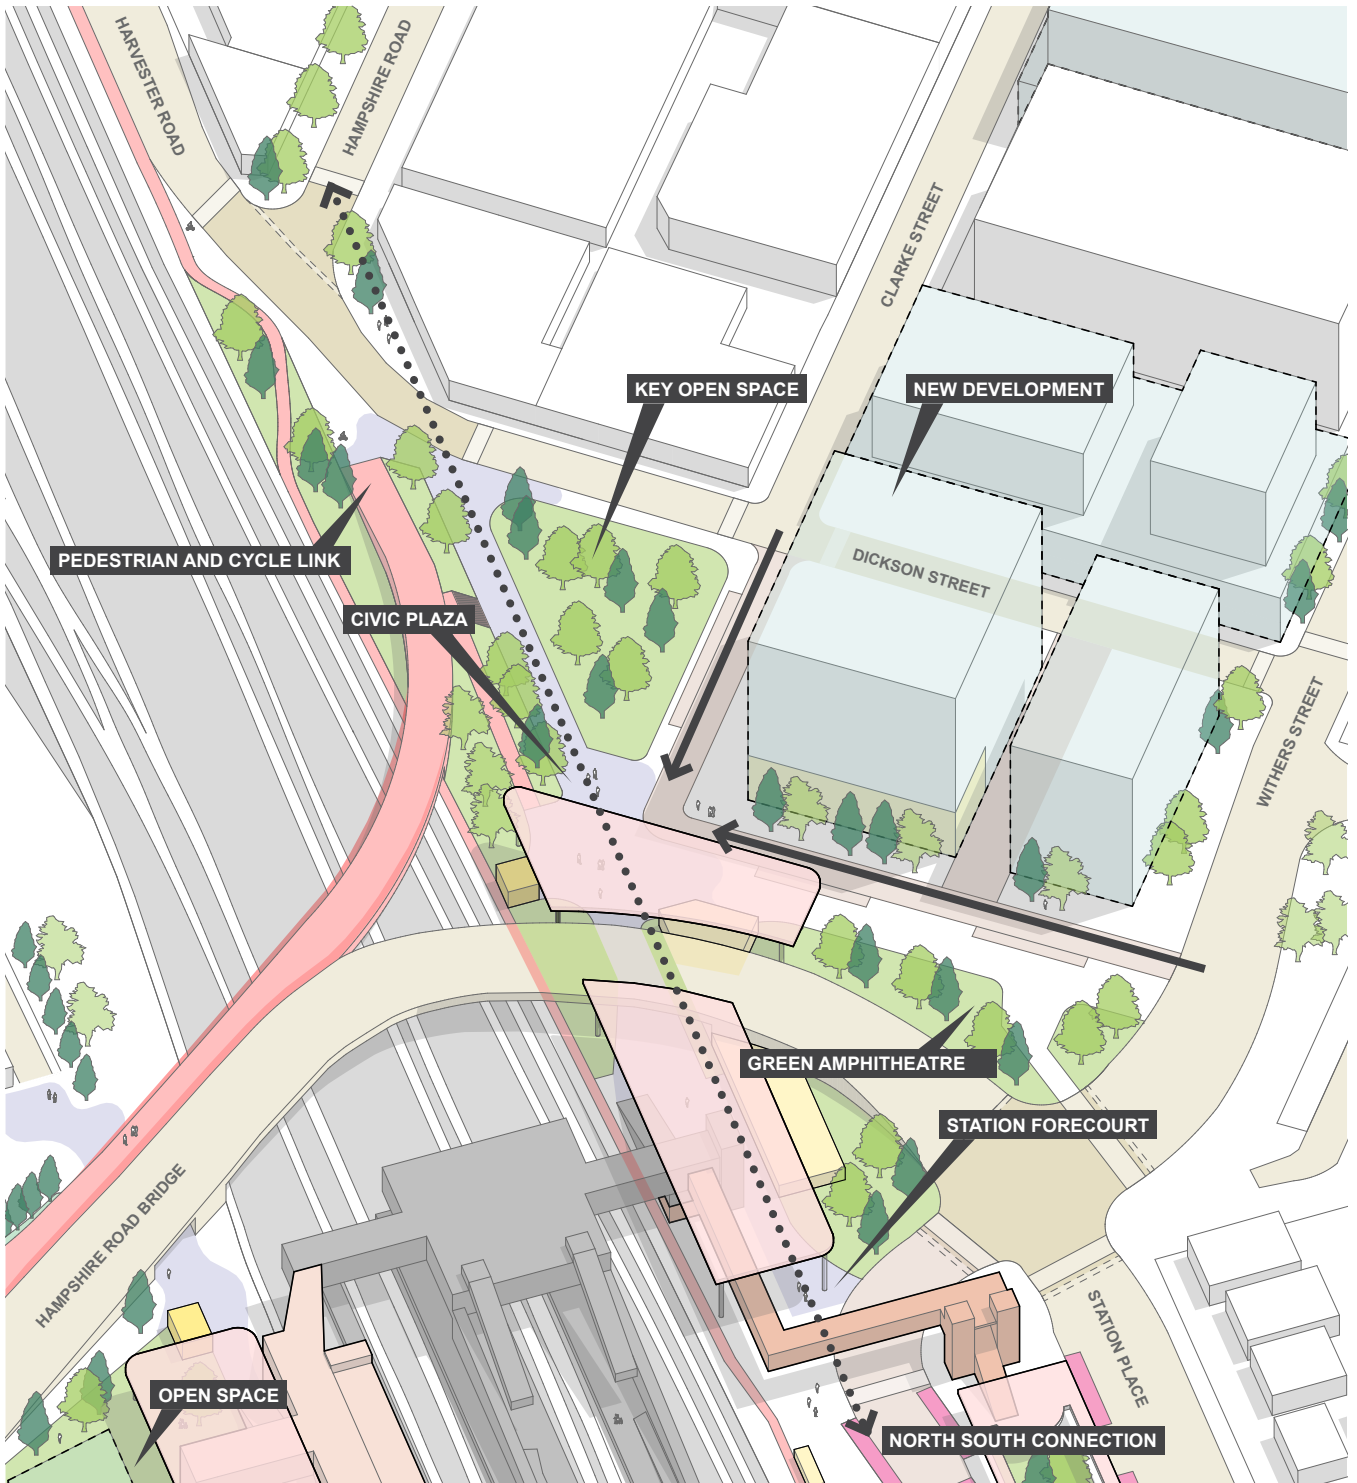 HARVESTER ROAD
HAMPSHIRE ROAD
CLARKE STREET
KEY OPEN SPACE
NEW DEVELOPMENT
PEDESTRIAN AND CYCLE LINK
DICKSON STREET
CIVIC PLAZA
WITHERS STREET
GREEN AMPHITHEATRE
STATION FORECOURT
HAMPSHIRE ROAD BRIDGE
STATION PLACE
OPEN SPACE
NORTH SOUTH CONNECTION